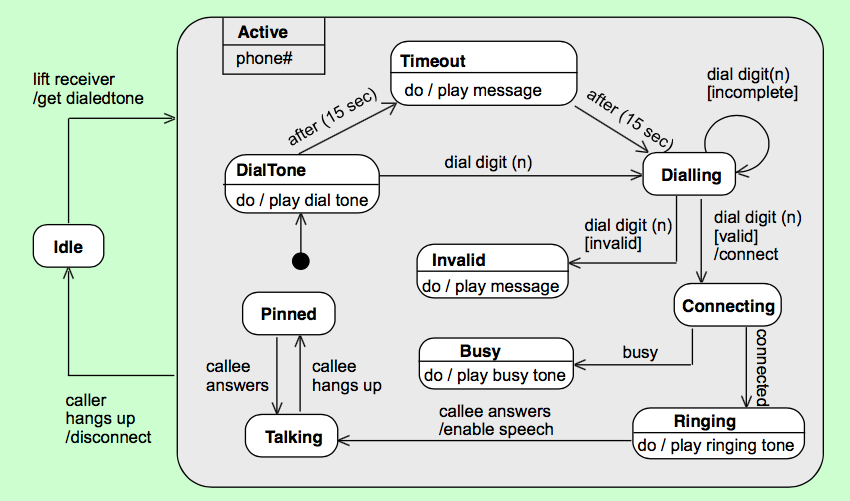 Active
phone#
lift receiver
/get dialedtone
Timeout
do / play message
after (15 sec)
after (15 sec)
dial digit(n)
[incomplete]
DialTone
do / play dial tone
dial digit (n)
Dialling
Idle
dial digit (n)
[invalid]
dial digit (n)
[valid]
/connect
Invalid
do / play message
Pinned
Connecting
Busy
do / play busy tone
busy
connected
callee
answers
callee
hangs up
caller
hangs up
/disconnect
Talking
callee answers
/enable speech
Ringing
do / play ringing tone